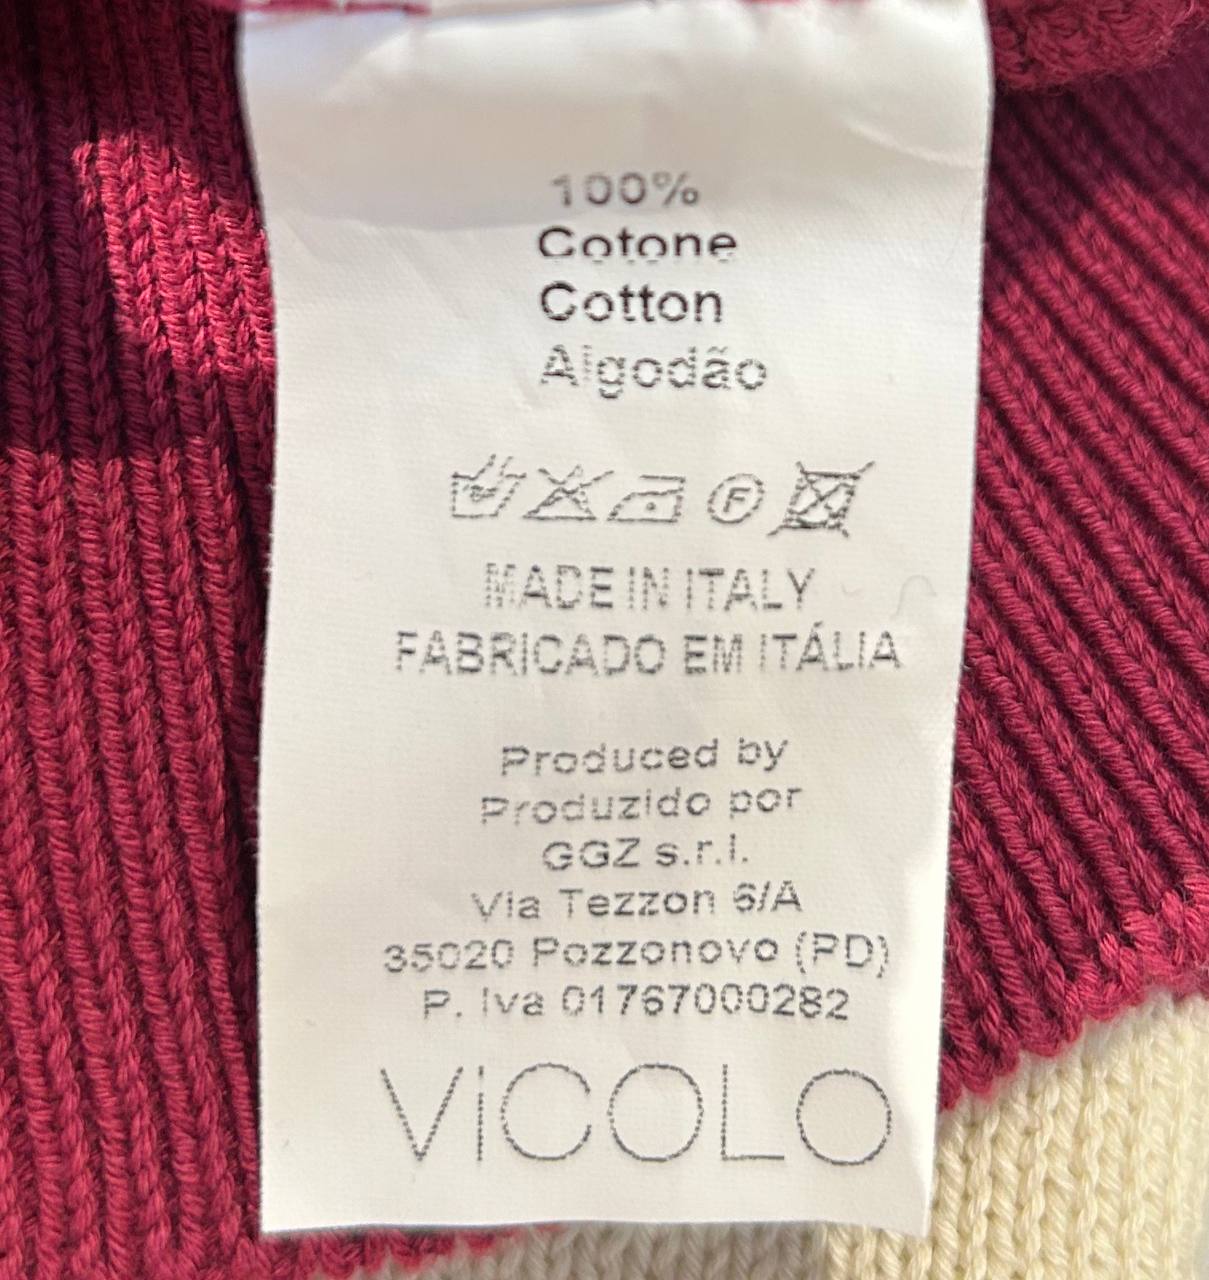 100%
Cotone
Cotton
Algodão
F
MADE IN ITALY
FABRICADO EM ITÁLIA
Produced by
Produzido por
GGZ s.r.l.
Via Tezzon 6/A
35020 Pozzonovo (PD)
P. Iva 01767000282
VICOLO